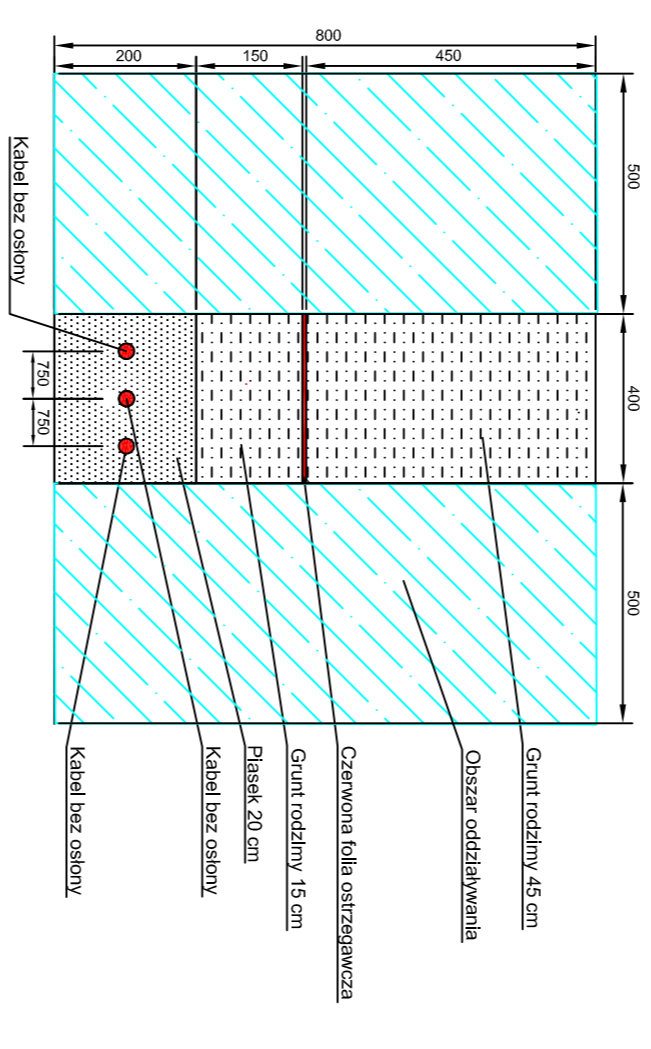 800
200
150
450
500
400
500
750
750
Kabel bez osłony
Grunt rodzimy 45 cm
Obszar oddziaływania
Czerwona folia ostrzegawcza
Grunt rodzimy 15 cm
Piasek 20 cm
Kabel bez osłony
Kabel bez osłony